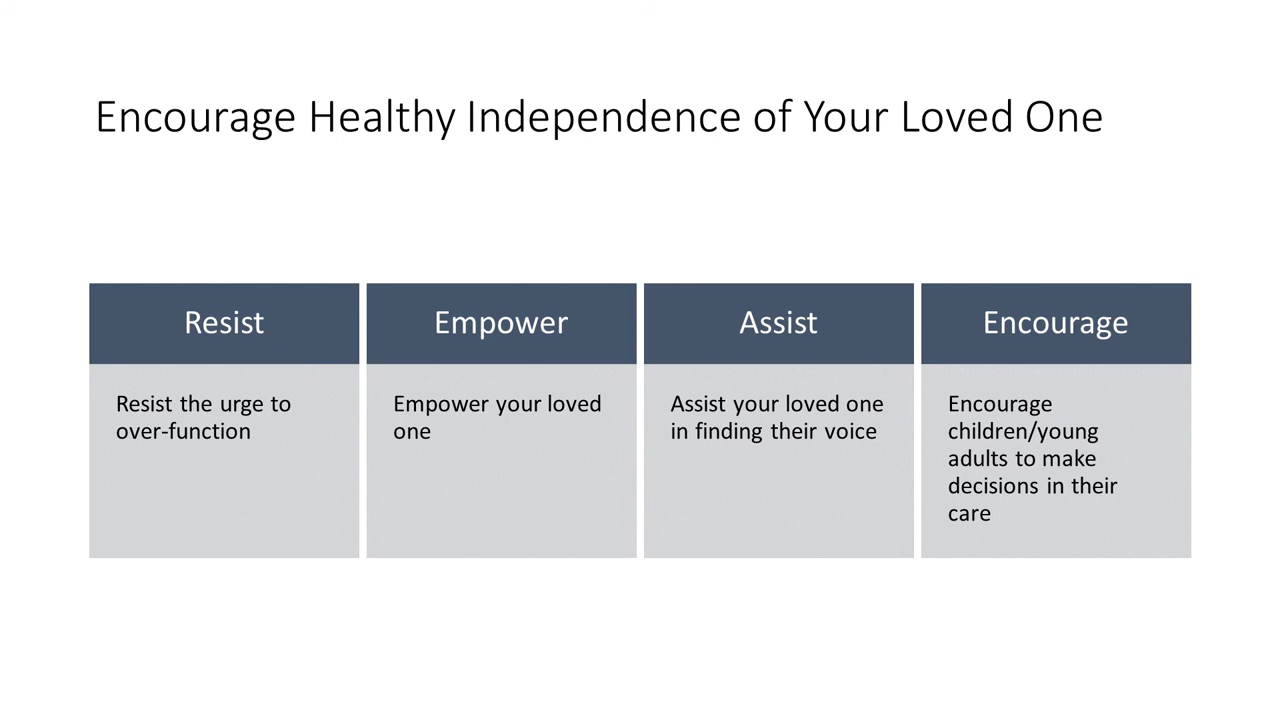 Encourage Healthy Independence of Your Loved One
Resist
Resist the urge to
over-function
Empower
Empower your loved
one
Assist
Assist your loved one
in finding their voice
Encourage
Encourage
children/young
adults to make
decisions in their
care